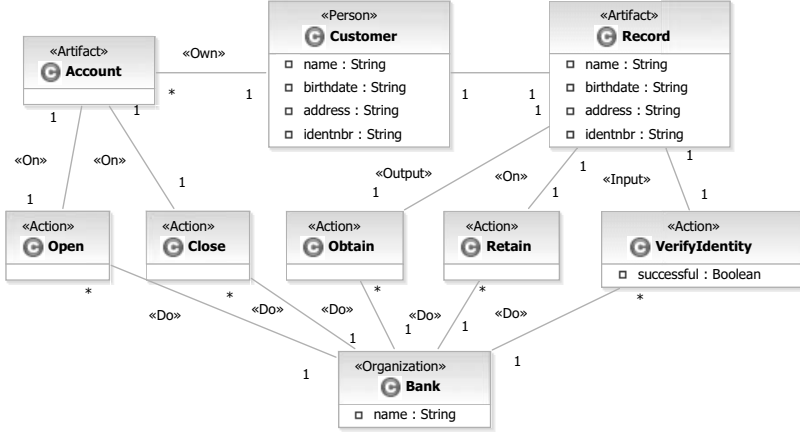 «Person»
C Customer
name : String
birthdate : String
address : String
identnbr : String
«Artifact»
C Record
name : String
birthdate : String
address : String
identnbr : String
«Artifact»
C Account
«Own»
*
1
1
1
1
1
1
«On»
«On»
1
1
«Output»
1
«On»
1
1
«Input»
1
1
«Action»
C Open
«Action»
C Close
«Action»
C Obtain
«Action»
C Retain
«Action»
C VerifyIdentity
successful : Boolean
*
*
*
*
*
«Do»
«Do»
«Do»
«Do»
«Do»
1
1
1
1
1
«Organization»
C Bank
name : String